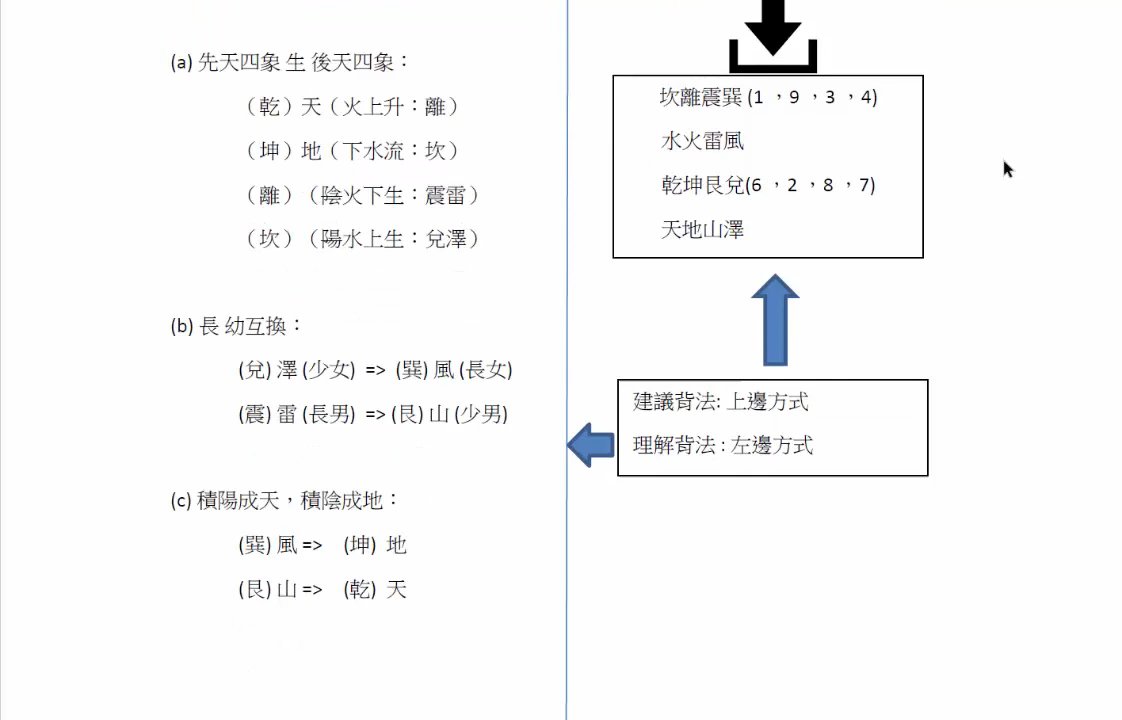 (a) 先天四象 生 後天四象：
（乾）天（火上升：離）
（坤）地（下水流：坎）
（離）（陰火下生：震雷）
（坎）（陽水上生：兌澤）
(b) 長 幼互換：
(兌) 澤 (少女) => (巽) 風 (長女)
(震) 雷 (長男) => (艮) 山 (少男)
(c) 積陽成天，積陰成地：
(巽) 風 => (坤) 地
(艮) 山 => (乾) 天
坎離震巽 (1 ，9 ，3 ，4)
水火雷風
乾坤艮兌(6 ，2 ，8 ，7)
天地山澤
建議背法: 上邊方式
理解背法 : 左邊方式